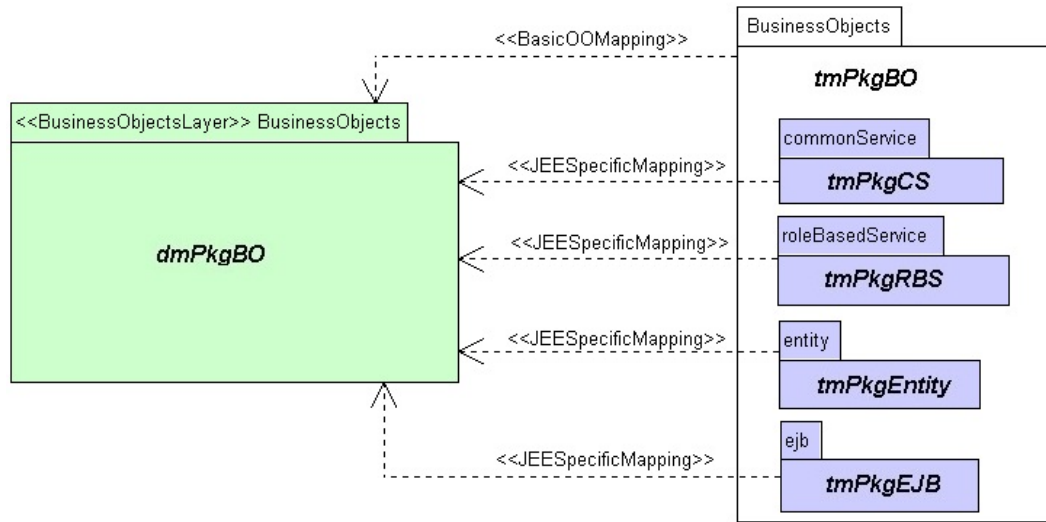 BusinessObjects
<<BasicOOMapping>>
tmPkgBO
<<BusinessObjectsLayer>> BusinessObjects
commonService
<<JEESpecificMapping>>
tmPkgCS
roleBasedService
<<JEESpecificMapping>>
dmPkgBO
tmPkgRBS
entity
<<JEESpecificMapping>>
tmPkgEntity
ejb
<<JEESpecificMapping>>
tmPkgEJB